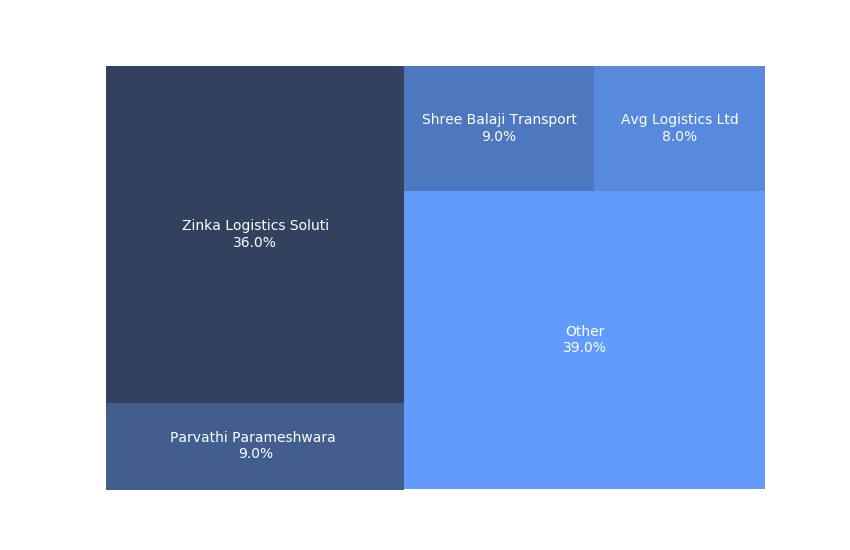 Zinka Logistics Soluti
36.0%
Parvathi Parameshwara
9.0%
Shree Balaji Transport
9.0%
Avg Logistics Ltd
8.0%
Other
39.0%